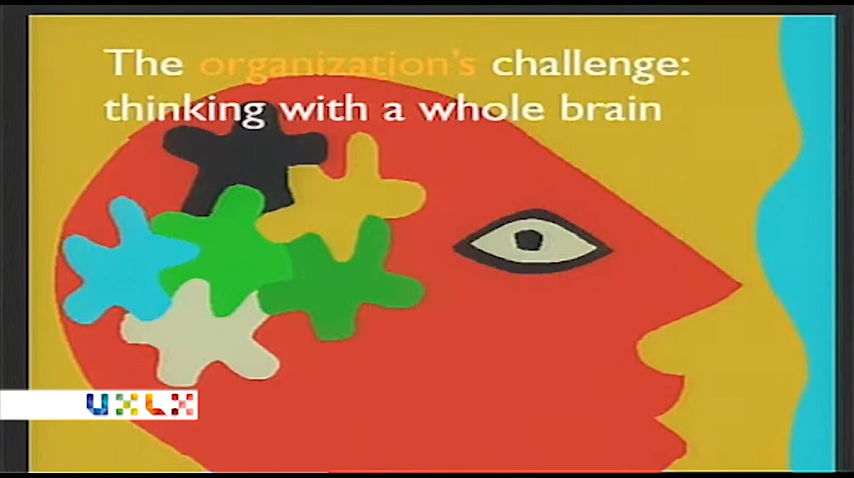 The organization's challenge:
thinking with a whole brain
UXLX